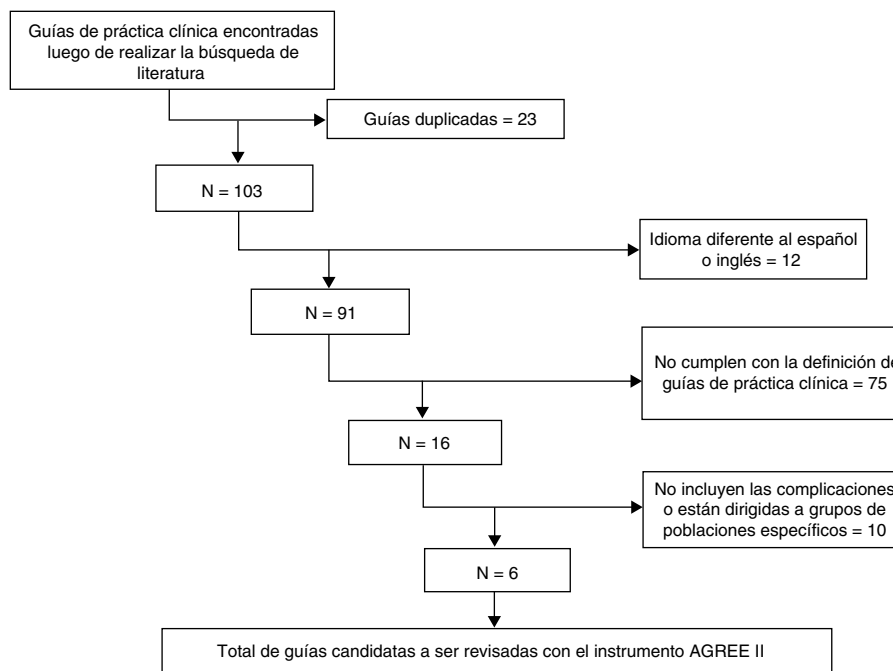 Guías de práctica clínica encontradas
luego de realizar la búsqueda de
literatura
Guías duplicadas = 23
N = 103
Idioma diferente al español
o inglés = 12
N = 91
No cumplen con la definición de
guías de práctica clínica = 75
N = 16
No incluyen las complicaciones
o están dirigidas a grupos de
poblaciones específicos = 10
N = 6
Total de guías candidatas a ser revisadas con el instrumento AGREE II